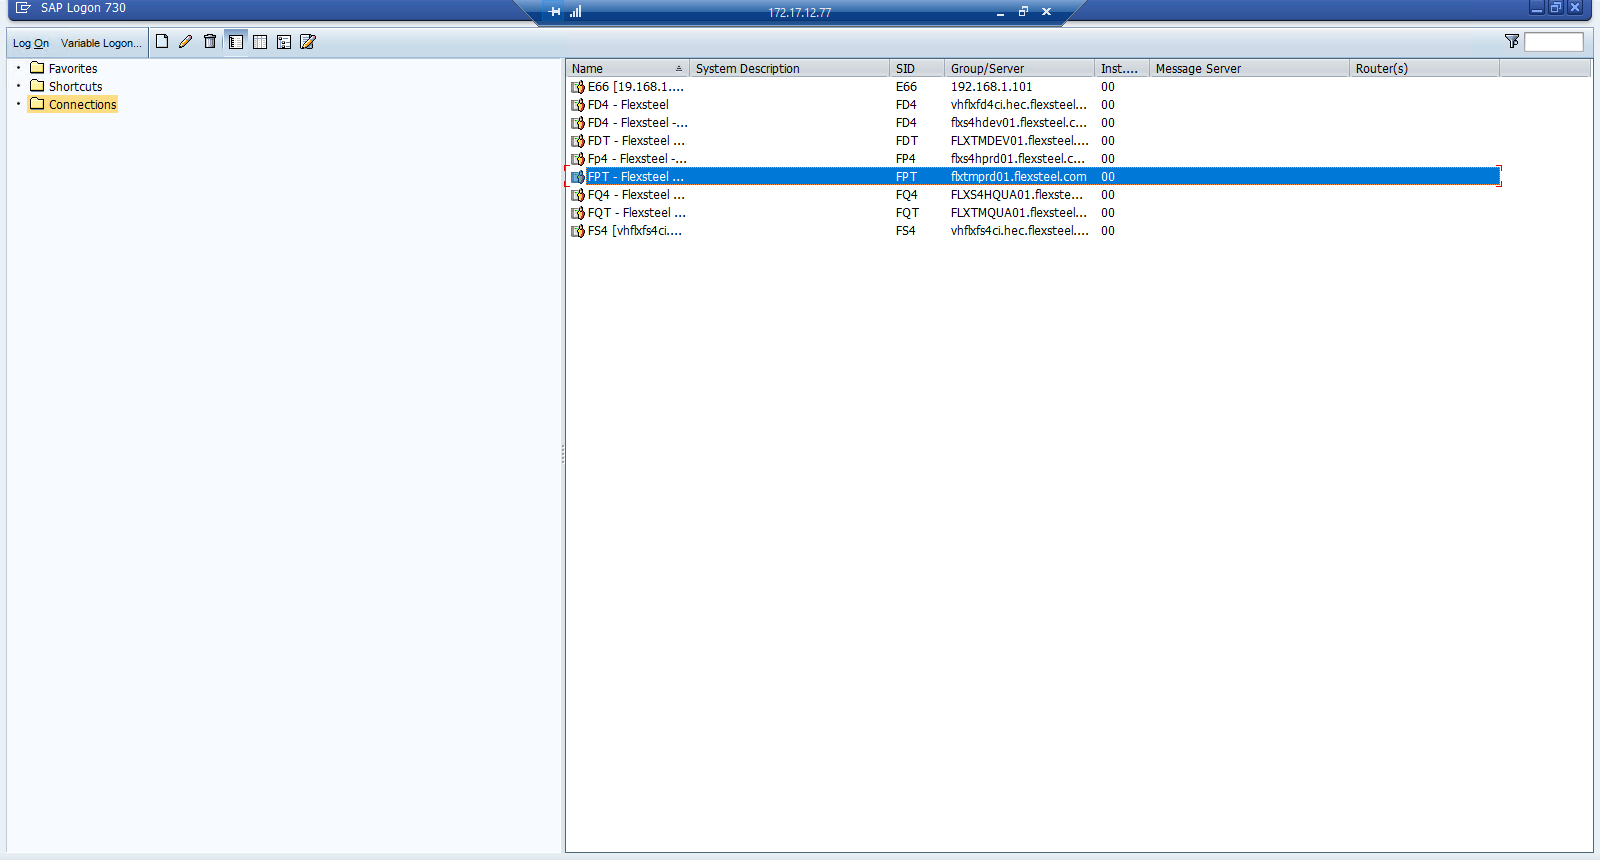 SAP Logon 730
172.17.12.77
Log On Variable Logon...
Favorites
Shortcuts
Connections
Name System Description SID Group/Server Inst.... Message Server Router(s)
E66 [19.168.1.... E66 192.168.1.101 00
FD4 - Flexsteel FD4 vhflxfd4ci.hec.flexsteel... 00
FD4 - Flexsteel -... FD4 flxs4hdev01.flexsteel.c... 00
FDT - Flexsteel ... FDT FLXTMDEV01.flexsteel.... 00
Fp4 - Flexsteel -... FP4 flxs4hprd01.flexsteel.c... 00
FPT - Flexsteel ... FPT flxtmprd01.flexsteel.com 00
FQ4 - Flexsteel ... FQ4 FLXS4HQUA01.flexste... 00
FQT - Flexsteel ... FQT FLXTMQUA01.flexsteel... 00
FS4 [vhflxfs4ci.... FS4 vhflxfs4ci.hec.flexsteel.... 00